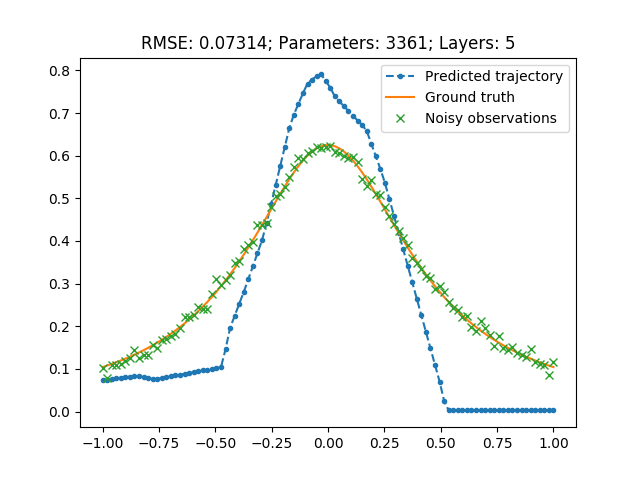 RMSE: 0.07314; Parameters: 3361; Layers: 5
Predicted trajectory
Ground truth
Noisy observations
0.8
0.7
0.6
0.5
0.4
0.3
0.2
0.1
0.0
−1.00 −0.75 −0.50 −0.25 0.00 0.25 0.50 0.75 1.00